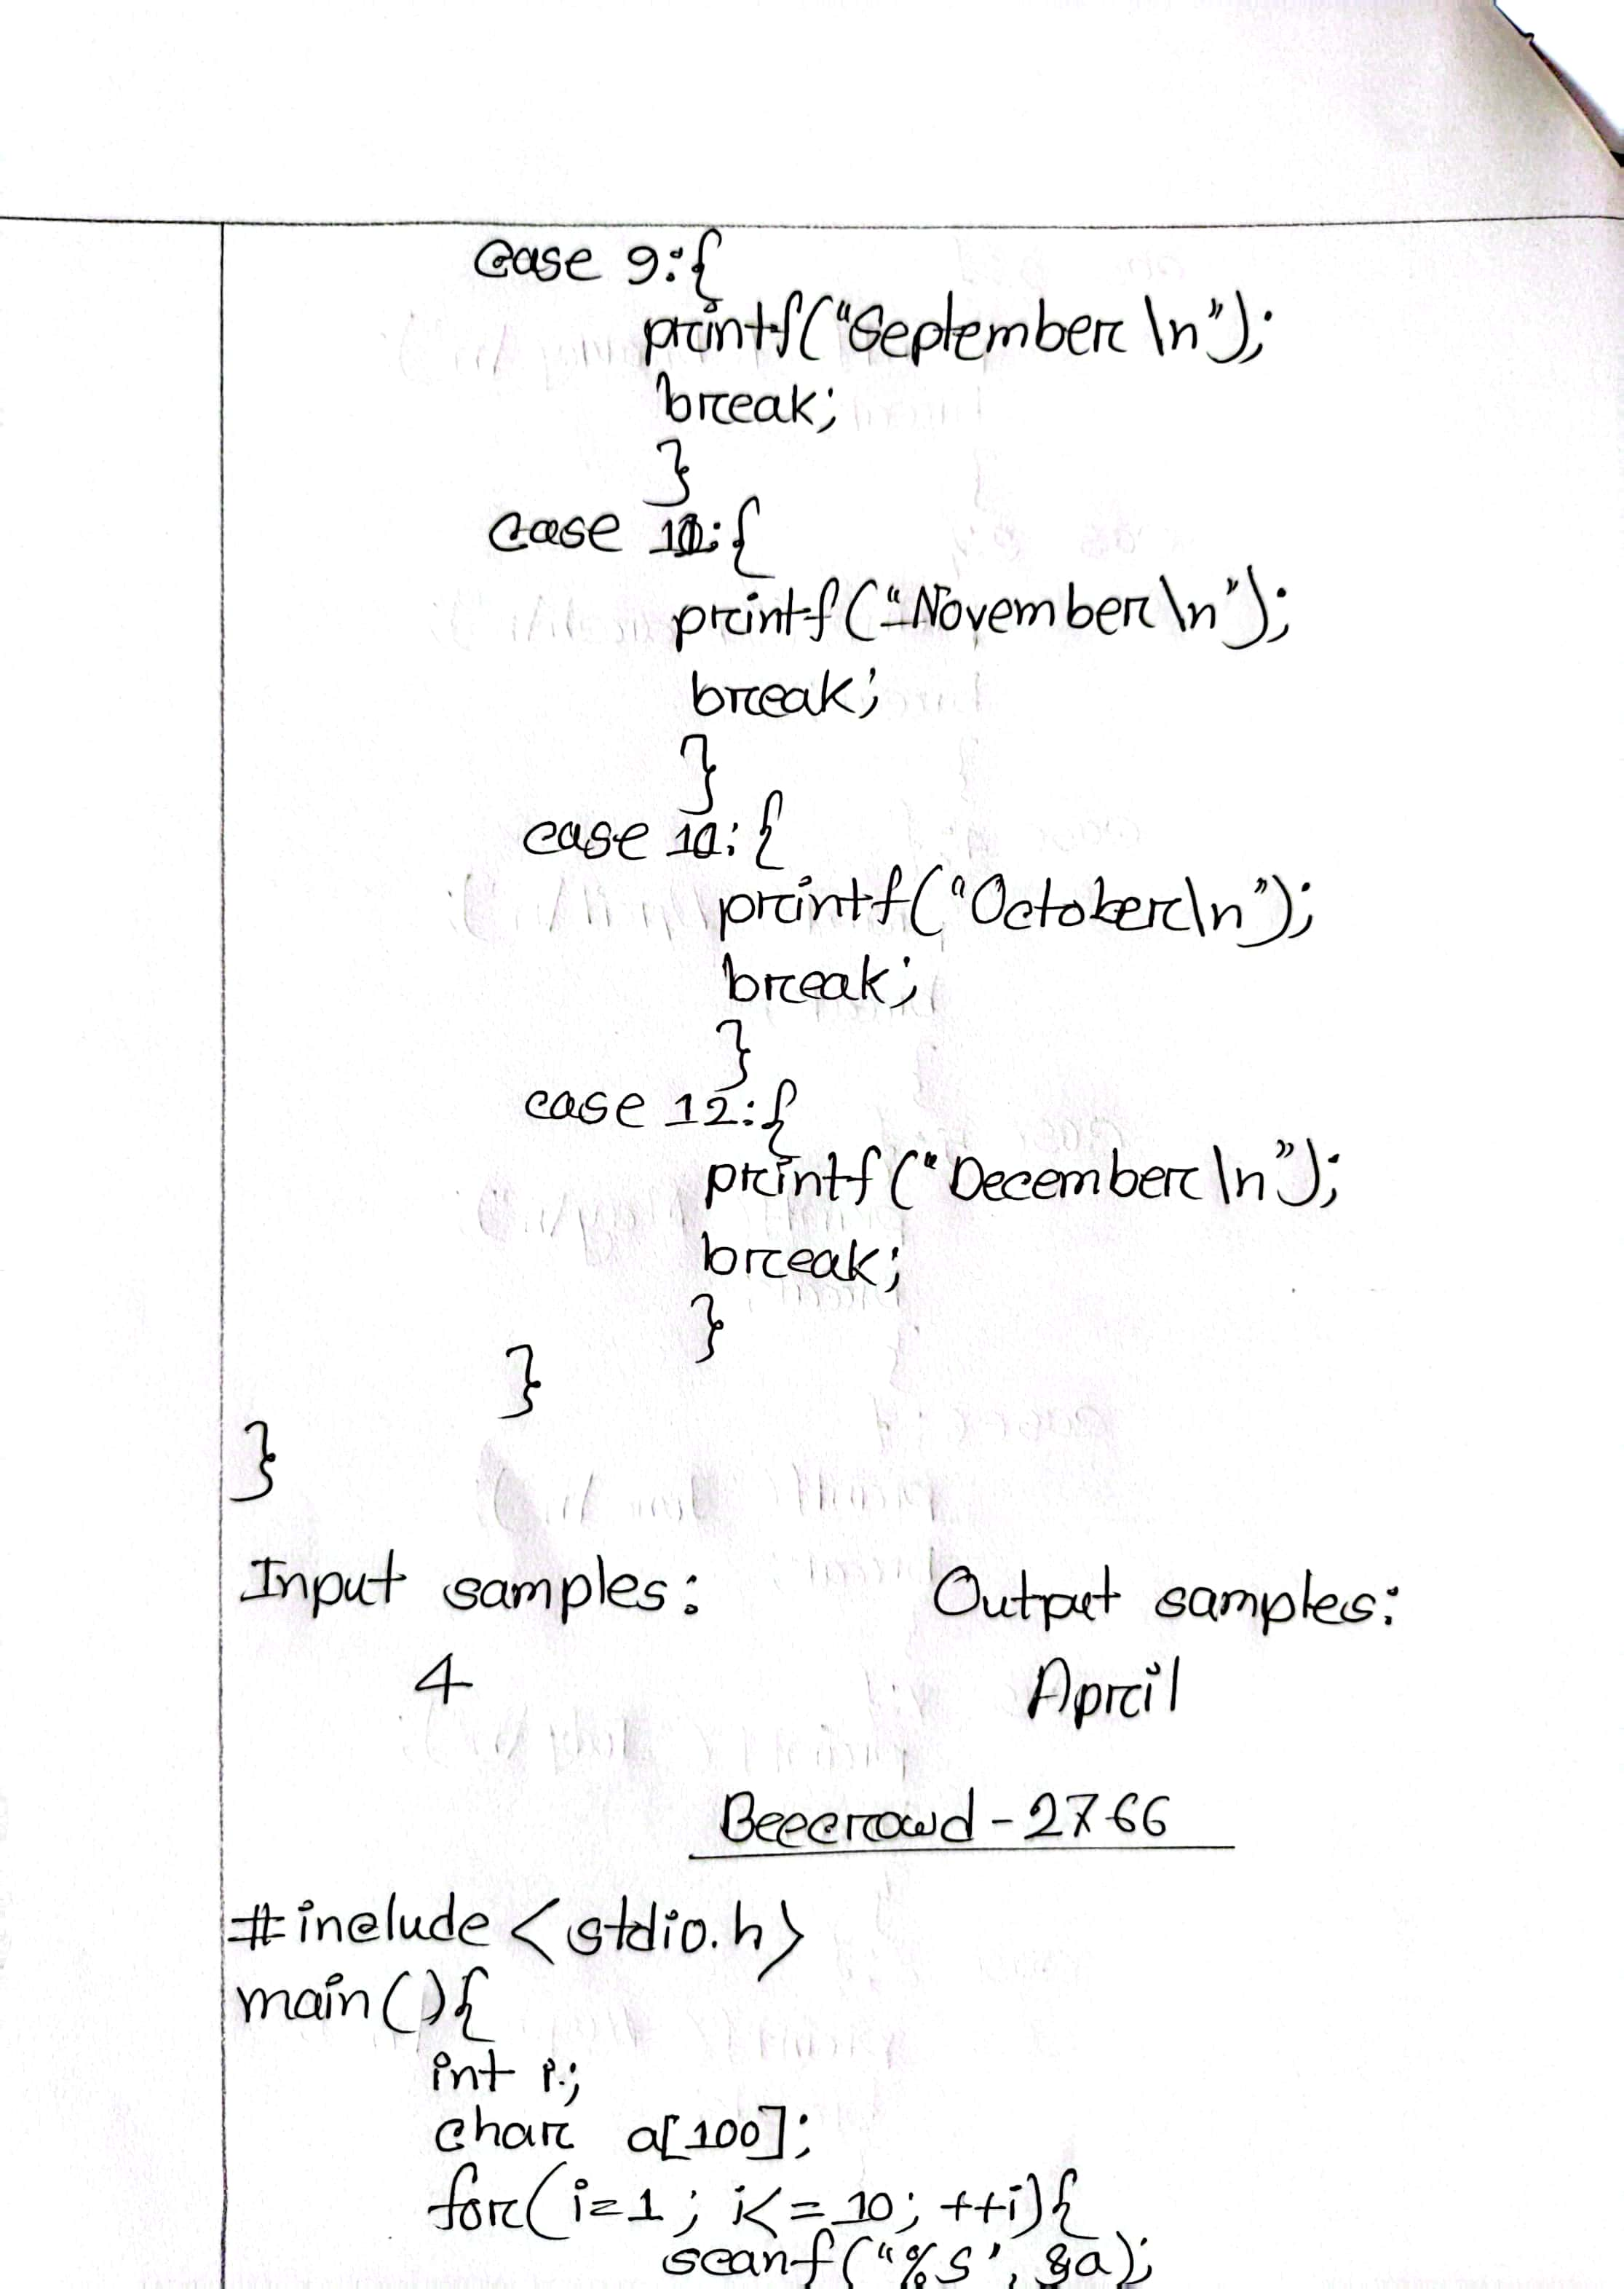 case 9:{
printf("September \n");
break;
}
case 11:{
printf("November \n");
break;
}
case 10:{
printf("October\n");
break;
}
case 12:{
printf("December \n");
break;
}
}
}
Input samples: Output samples:
4 April
Beecrowd - 2766
#include <stdio.h>
main(){
int i;
char a[100];
for(i=1; i<=10; ++i){
scanf("%s", &a);